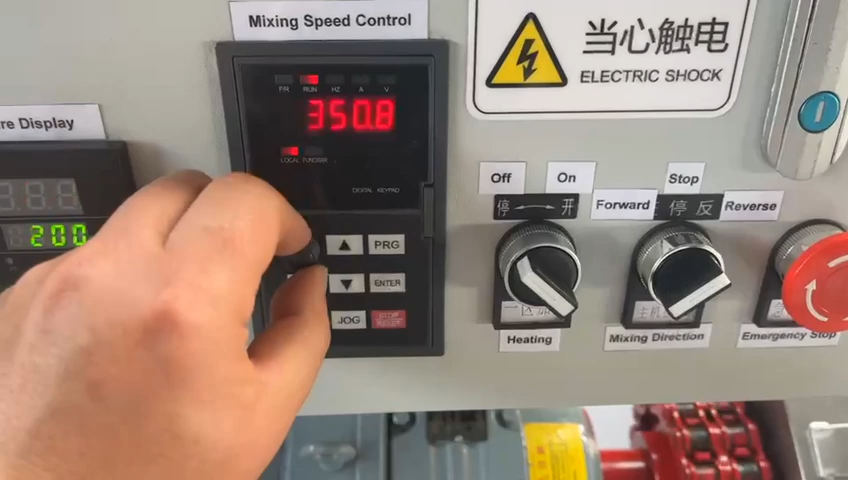 Mixing Speed Control
当心触电
ELECTRIC SHOCK
re Display
F/R RUN HZ A V
350.8
LOCAL
DIGITAL KEYPAD
200
PRG
ENTER
JOG
STOP
RESET
Off
On
停
开
Forward
Stop
停 反
Reverse
Heating
Mixing Direction
Emergency Stop